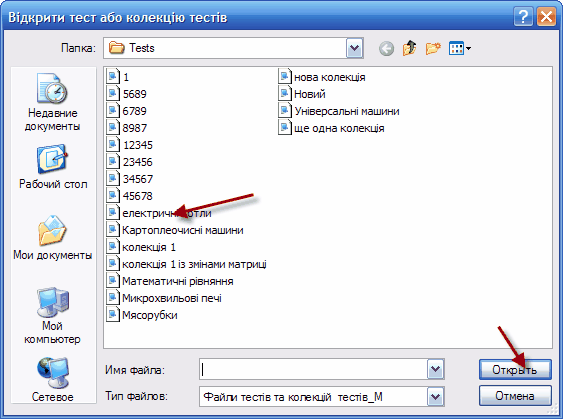 Відкрити тест або колекцію тестів
Папка: Tests
Недавние
документы
Рабочий стол
Мои документы
Мой
компьютер
Сетевое
1
5689
6789
8987
12345
23456
34567
45678
електричні котли
Картоплеочисні машини
колекція 1
колекція 1 із змінами матриці
Математичні рівняння
Микрохвильові печі
Мясорубки
нова колекція
Новий
Універсальні машини
ще одна колекція
Имя файла:
Открыть
Тип файлов: Файли тестів та колекцій тестів_М
Отмена